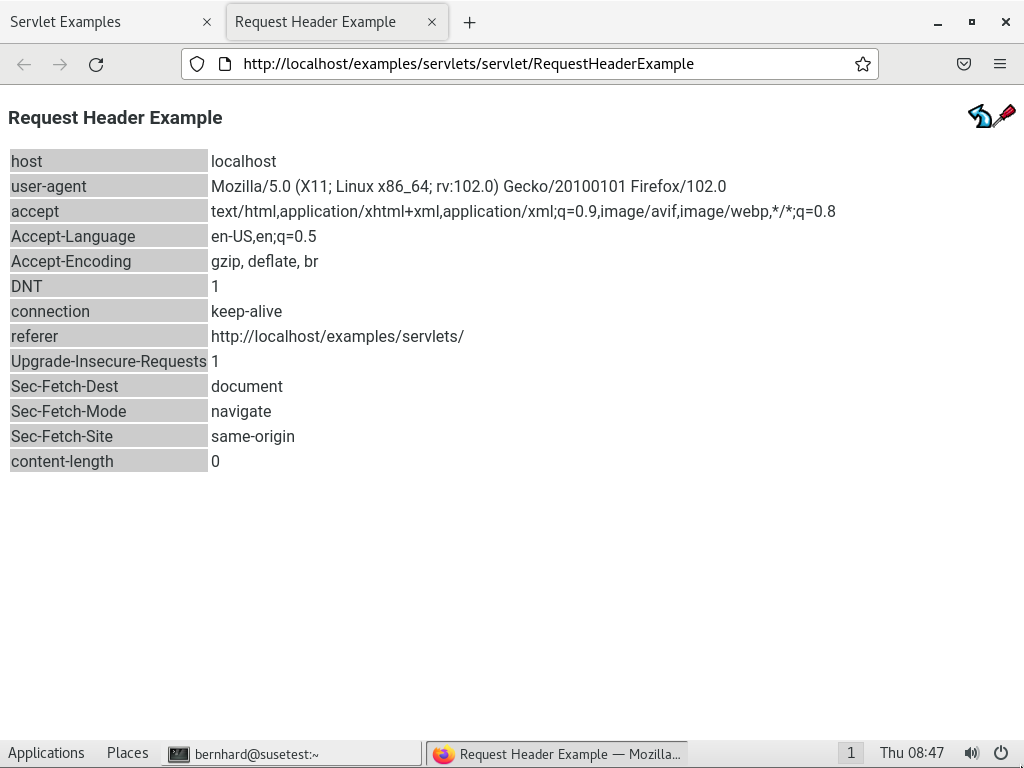 Servlet Examples
Request Header Example
http://localhost/examples/servlets/servlet/RequestHeaderExample
Request Header Example
host localhost
user-agent Mozilla/5.0 (X11; Linux x86_64; rv:102.0) Gecko/20100101 Firefox/102.0
accept text/html,application/xhtml+xml,application/xml;q=0.9,image/avif,image/webp,*/*;q=0.8
Accept-Language en-US,en;q=0.5
Accept-Encoding gzip, deflate, br
DNT 1
connection keep-alive
referer http://localhost/examples/servlets/
Upgrade-Insecure-Requests 1
Sec-Fetch-Dest document
Sec-Fetch-Mode navigate
Sec-Fetch-Site same-origin
content-length 0
Applications Places bernhard@susetest:~ Request Header Example — Mozilla... 1 Thu 08:47